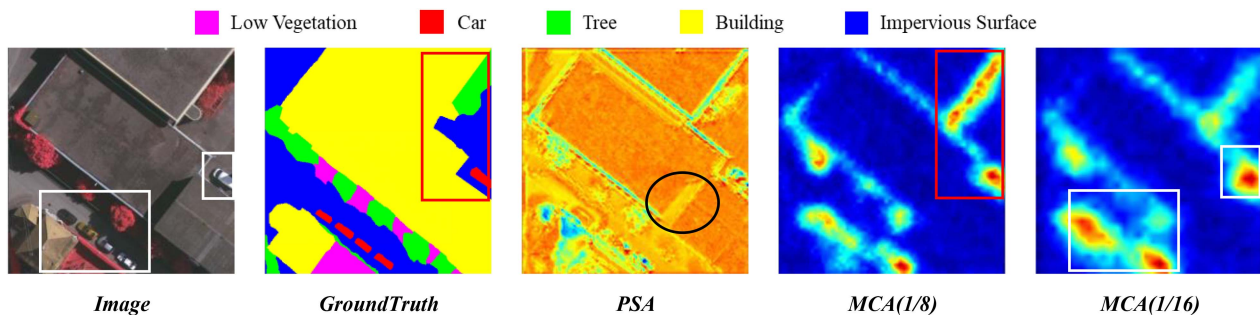 Low Vegetation Car Tree Building Impervious Surface
Image GroundTruth PSA MCA(1/8) MCA(1/16)